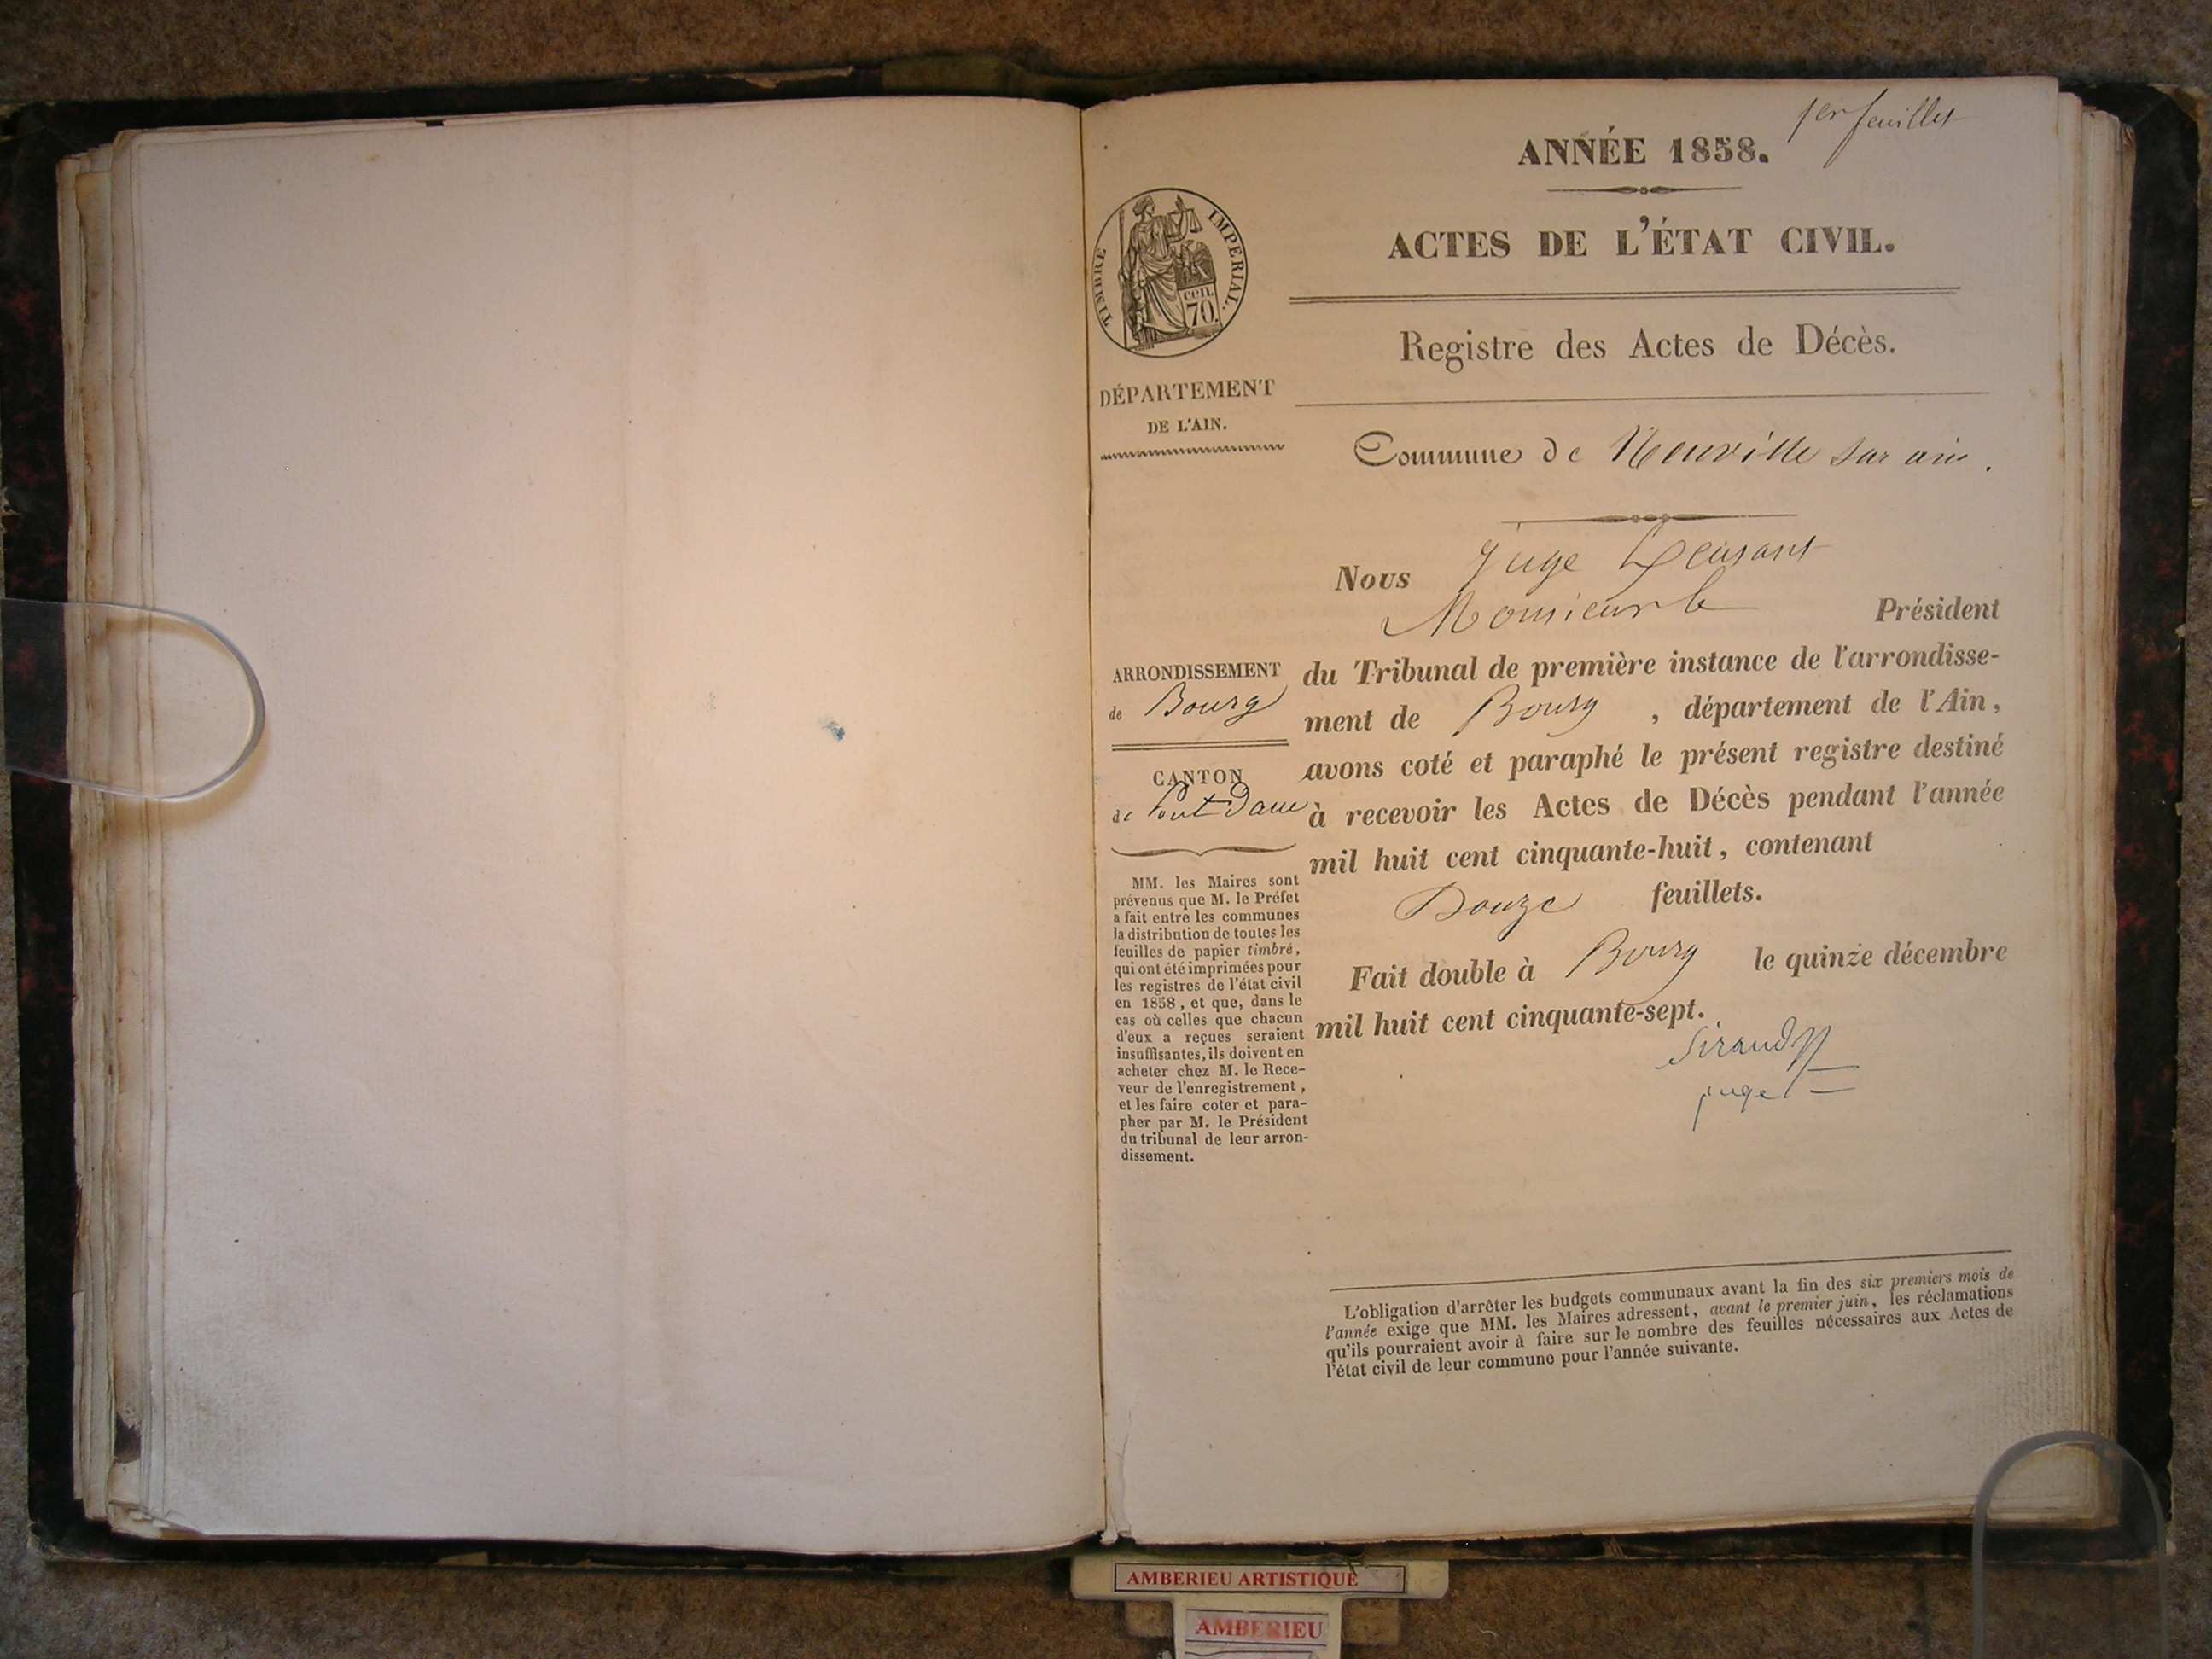 1er feuillet
ANNÉE 1858.
ACTES DE L'ÉTAT CIVIL.
TIMBRE IMPERIAL.
cen.
70.
Registre des Actes de Décès.
DÉPARTEMENT
DE L'AIN.
Commune de Neuville sur ain.
Nous Juge
Monsieur le Président
du Tribunal de première instance de l'arrondisse-
ment de Bourg, département de l'Ain,
avons coté et paraphé le présent registre destiné
à recevoir les Actes de Décès pendant l'année
mil huit cent cinquante-huit, contenant
Douze feuillets.
Fait double à Bourg le quinze décembre
mil huit cent cinquante-sept.
Sirand
juge
ARRONDISSEMENT
de Bourg
CANTON
de Pont Dain
MM. les Maires sont
prévenus que M. le Préfet
a fait entre les communes
la distribution de toutes les
feuilles de papier timbré,
qui ont été imprimées pour
les registres de l'état civil
en 1858, et que, dans le
cas où celles que chacun
d'eux a reçues seraient
insuffisantes, ils doivent en
acheter chez M. le Rece-
veur de l'enregistrement,
et les faire coter et para-
pher par M. le Président
du tribunal de leur arron-
dissement.
L'obligation d'arrêter les budgets communaux avant la fin des six premiers mois de
l'année exige que MM. les Maires adressent, avant le premier juin, les réclamations
qu'ils pourraient avoir à faire sur le nombre des feuilles nécessaires aux Actes de
l'état civil de leur commune pour l'année suivante.
AMBERIEU ARTISTIQUE
AMBERIEU